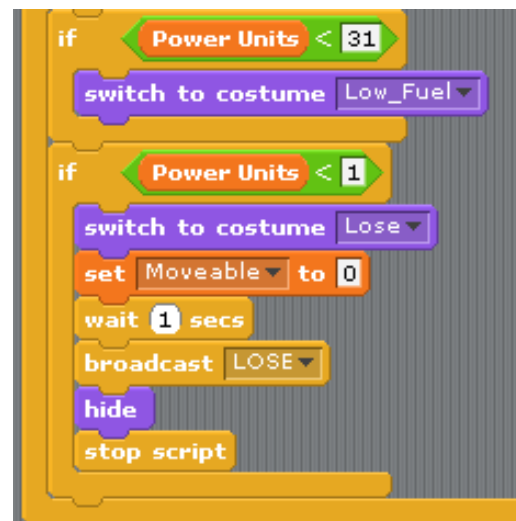 if Power Units < 31
switch to costume Low_Fuel
if Power Units < 1
switch to costume Lose
set Moveable to 0
wait 1 secs
broadcast LOSE
hide
stop script